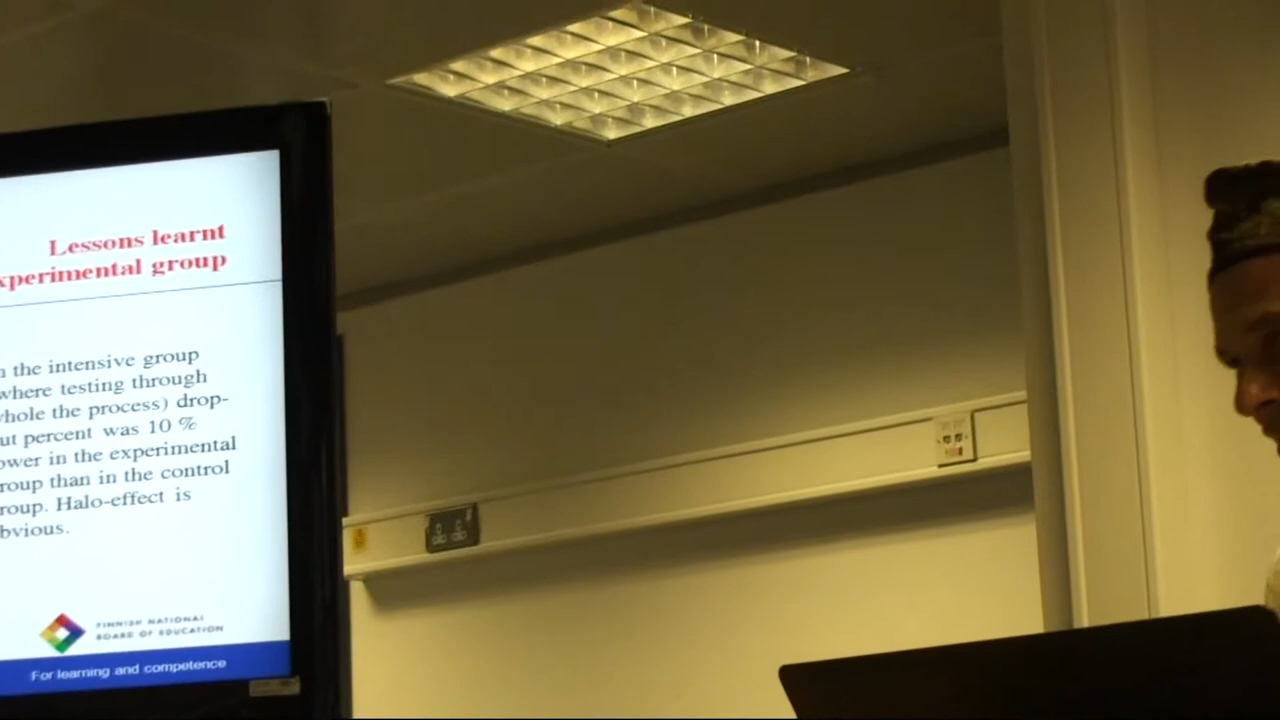 Lessons learnt
xperimental group
n the intensive group
where testing through
whole the process) drop-
ut percent was 10 %
ower in the experimental
roup than in the control
roup. Halo-effect is
bvious.
FINNISH NATIONAL
BOARD OF EDUCATION
For learning and competence